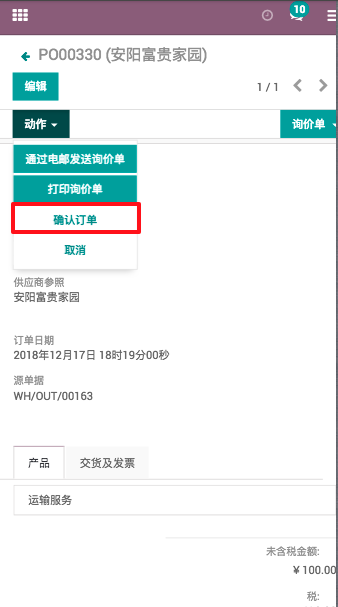 10
PO00330 (安阳富贵家园)
编辑
1 / 1
动作
询价单
通过电邮发送询价单
打印询价单
确认订单
取消
供应商参照
安阳富贵家园
订单日期
2018年12月17日 18时19分00秒
源单据
WH/OUT/00163
产品
交货及发票
运输服务
未含税金额:
¥ 100.00
税: